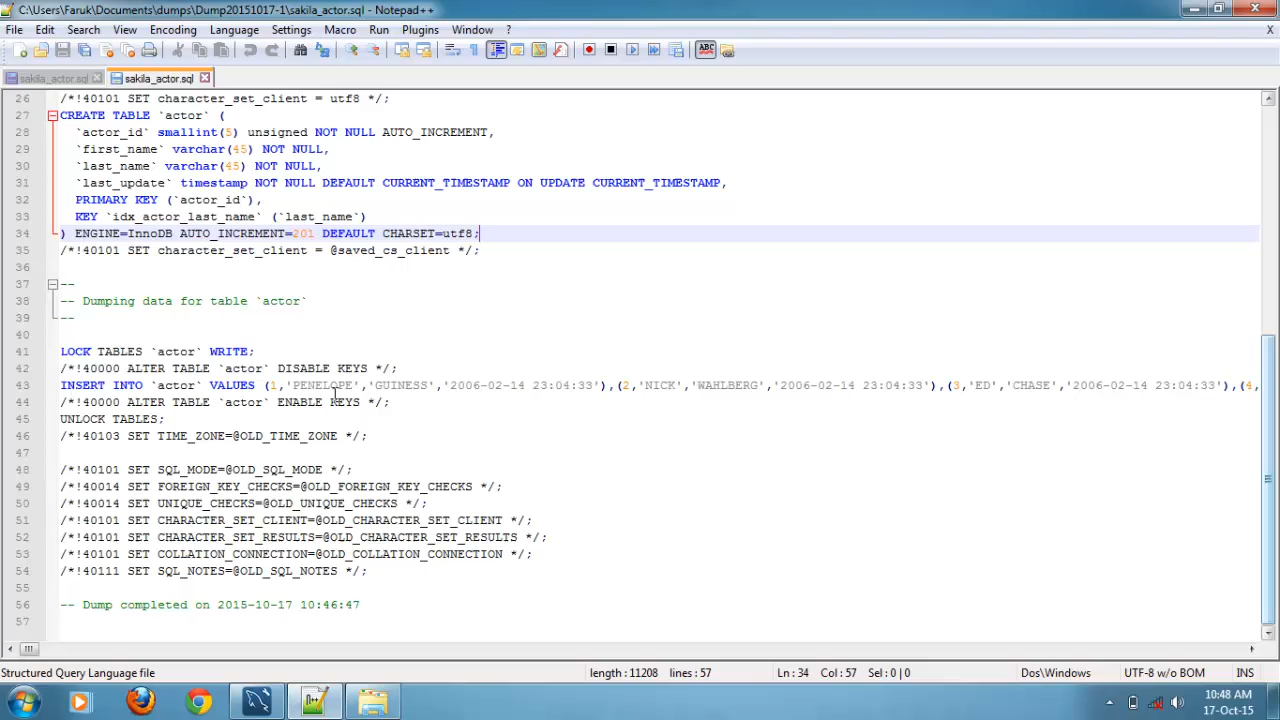 C:\Users\Faruk\Documents\dumps\Dump20151017-1\sakila_actor.sql - Notepad++
File Edit Search View Encoding Language Settings Macro Run Plugins Window ? X
sakila_actor.sql sakila_actor.sql
26 /*!40101 SET character_set_client = utf8 */;
27 CREATE TABLE `actor` (
28 `actor_id` smallint(5) unsigned NOT NULL AUTO_INCREMENT,
29 `first_name` varchar(45) NOT NULL,
30 `last_name` varchar(45) NOT NULL,
31 `last_update` timestamp NOT NULL DEFAULT CURRENT_TIMESTAMP ON UPDATE CURRENT_TIMESTAMP,
32 PRIMARY KEY (`actor_id`),
33 KEY `idx_actor_last_name` (`last_name`)
34 ) ENGINE=InnoDB AUTO_INCREMENT=201 DEFAULT CHARSET=utf8;
35 /*!40101 SET character_set_client = @saved_cs_client */;
36
37 --
38 -- Dumping data for table `actor`
39 --
40
41 LOCK TABLES `actor` WRITE;
42 /*!40000 ALTER TABLE `actor` DISABLE KEYS */;
43 INSERT INTO `actor` VALUES (1,'PENELOPE','GUINESS','2006-02-14 23:04:33'),(2,'NICK','WAHLBERG','2006-02-14 23:04:33'),(3,'ED','CHASE','2006-02-14 23:04:33'),(4,
44 /*!40000 ALTER TABLE `actor` ENABLE KEYS */;
45 UNLOCK TABLES;
46 /*!40103 SET TIME_ZONE=@OLD_TIME_ZONE */;
47
48 /*!40101 SET SQL_MODE=@OLD_SQL_MODE */;
49 /*!40014 SET FOREIGN_KEY_CHECKS=@OLD_FOREIGN_KEY_CHECKS */;
50 /*!40014 SET UNIQUE_CHECKS=@OLD_UNIQUE_CHECKS */;
51 /*!40101 SET CHARACTER_SET_CLIENT=@OLD_CHARACTER_SET_CLIENT */;
52 /*!40101 SET CHARACTER_SET_RESULTS=@OLD_CHARACTER_SET_RESULTS */;
53 /*!40101 SET COLLATION_CONNECTION=@OLD_COLLATION_CONNECTION */;
54 /*!40111 SET SQL_NOTES=@OLD_SQL_NOTES */;
55
56 -- Dump completed on 2015-10-17 10:46:47
57
Structured Query Language file length : 11208 lines : 57 Ln : 34 Col : 57 Sel : 0 | 0 Dos\Windows UTF-8 w/o BOM INS
10:48 AM
17-Oct-15